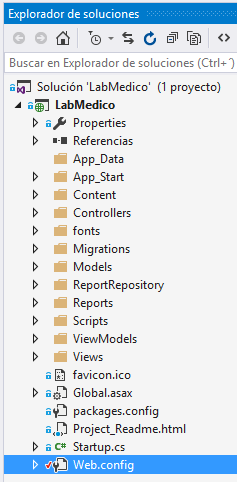 Explorador de soluciones
Buscar en Explorador de soluciones (Ctrl+¨)
Solución 'LabMedico' (1 proyecto)
LabMedico
Properties
Referencias
App_Data
App_Start
Content
Controllers
fonts
Migrations
Models
ReportRepository
Reports
Scripts
ViewModels
Views
favicon.ico
Global.asax
packages.config
Project_Readme.html
C# Startup.cs
Web.config